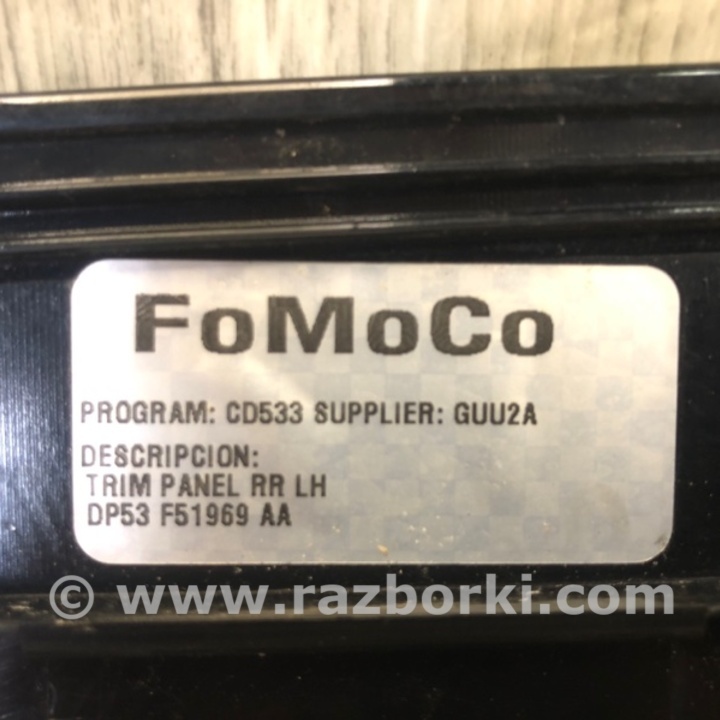 FoMoCo
PROGRAM: CD533 SUPPLIER: GUU2A
DESCRIPCION:
TRIM PANEL RR LH
DP53 F51969 AA
© www.razborki.com